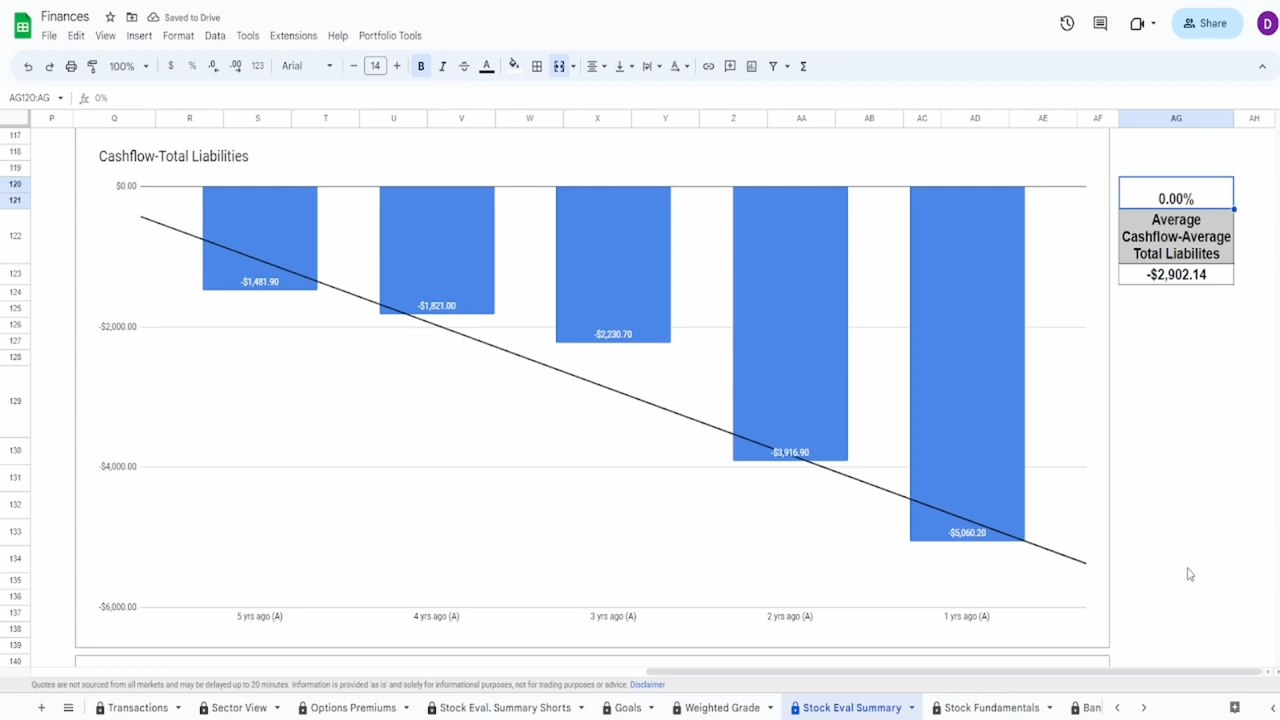 Finances
Saved to Drive
File Edit View Insert Format Data Tools Extensions Help Portfolio Tools
Share
D
100% $ % .0 .00 123 Arial 14 B I A
AG120:AG fx 0%
P Q R S T U V W X Y Z AA AB AC AD AE AF AG AH
117
118
119
120
121
122
123
124
125
126
127
128
129
130
131
132
133
134
135
136
137
138
139
140
Cashflow-Total Liabilities
$0.00
-$2,000.00
-$4,000.00
-$6,000.00
-$1,481.90
-$1,821.00
-$2,230.70
-$3,916.90
-$5,060.20
5 yrs ago (A) 4 yrs ago (A) 3 yrs ago (A) 2 yrs ago (A) 1 yrs ago (A)
0.00%
Average
Cashflow-Average
Total Liabilites
-$2,902.14
Quotes are not sourced from all markets and may be delayed up to 20 minutes. Information is provided 'as is' and solely for informational purposes, not for trading purposes or advice. Disclaimer
Transactions Sector View Options Premiums Stock Eval. Summary Shorts Goals Weighted Grade Stock Eval Summary Stock Fundamentals Ban